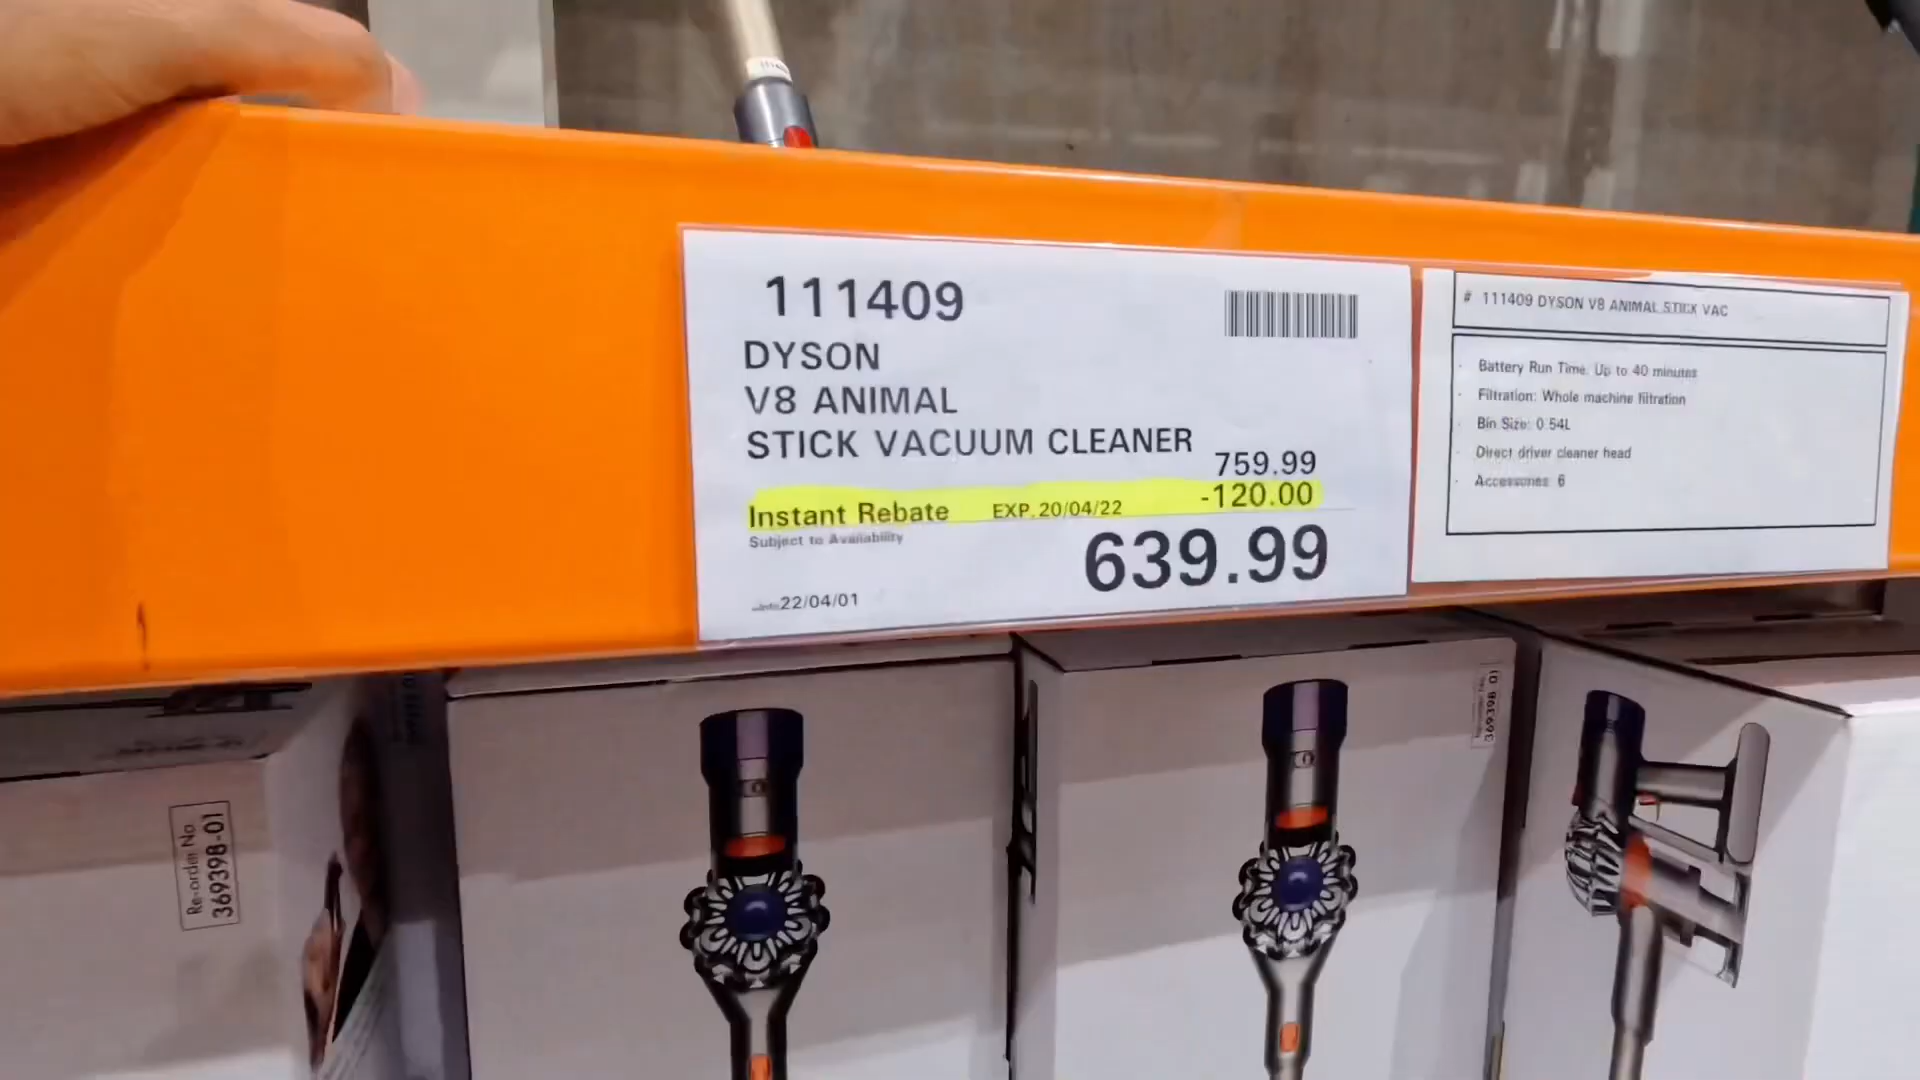 111409
DYSON
V8 ANIMAL
STICK VACUUM CLEANER
759.99
Instant Rebate EXP. 20/04/22 -120.00
Subject to Availability
639.99
22/04/01
# 111409 DYSON V8 ANIMAL STICK VAC
· Battery Run Time: Up to 40 minutes
· Filtration: Whole machine filtration
· Bin Size: 0.54L
· Direct driver cleaner head
· Accessories 6
Re-order No.
369398-01
369398-01